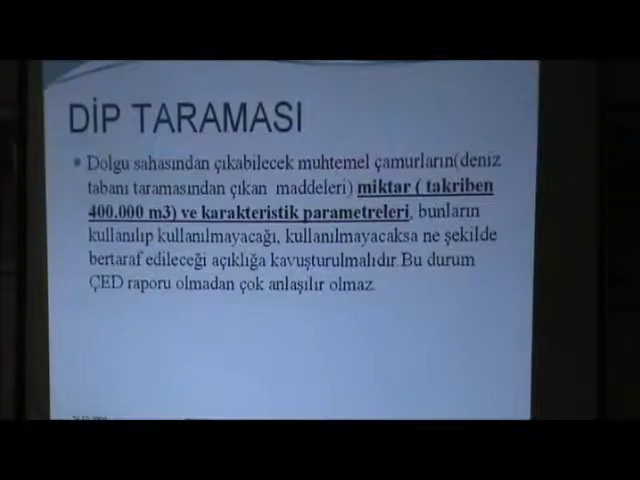 DİP TARAMASI
• Dolgu sahasından çıkabilecek muhtemel çamurların(deniz
tabanı taramasından çıkan maddeleri) miktar ( takriben
400.000 m3) ve karakteristik parametreleri, bunların
kullanılıp kullanılmayacağı, kullanılmayacaksa ne şekilde
bertaraf edileceği açıklığa kavuşturulmalıdır.Bu durum
ÇED raporu olmadan çok anlaşılır olmaz.